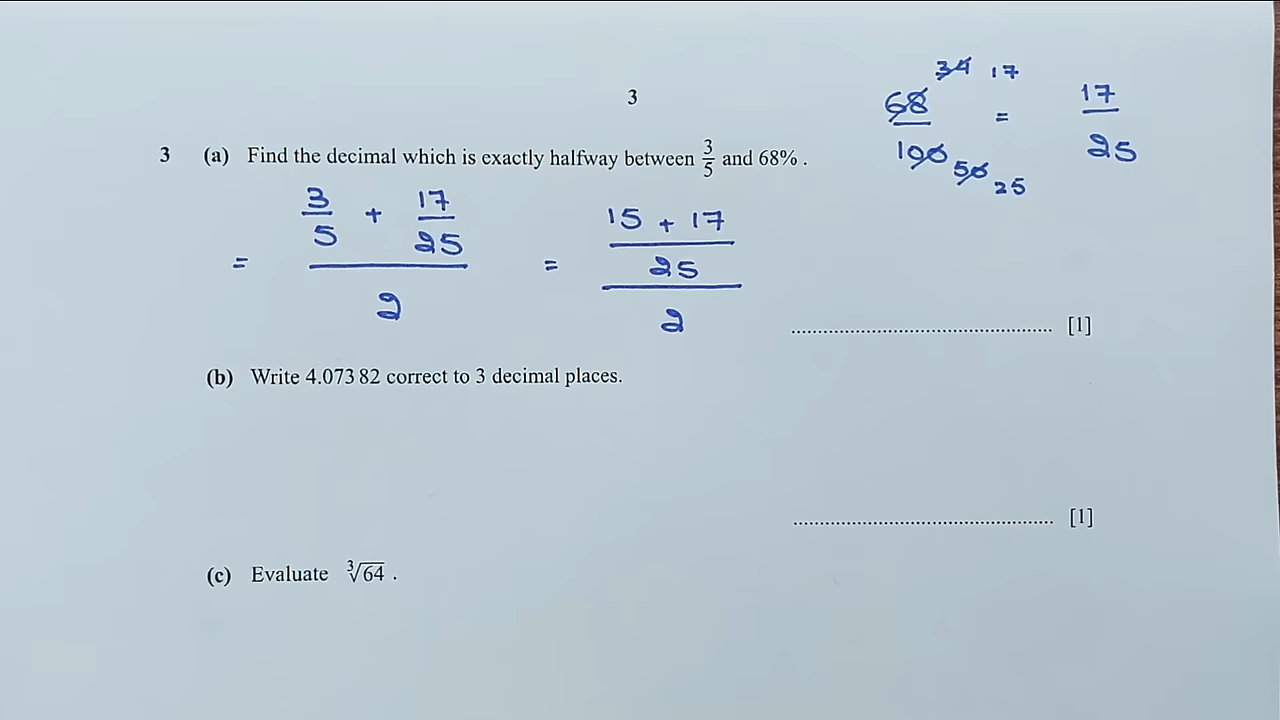 3
34 17
68 = 17
100 50 25 25
3 (a) Find the decimal which is exactly halfway between 3/5 and 68% .
= 3/5 + 17/25 = 15 + 17
25
2 2
[1]
(b) Write 4.073 82 correct to 3 decimal places.
[1]
(c) Evaluate ∛64 .